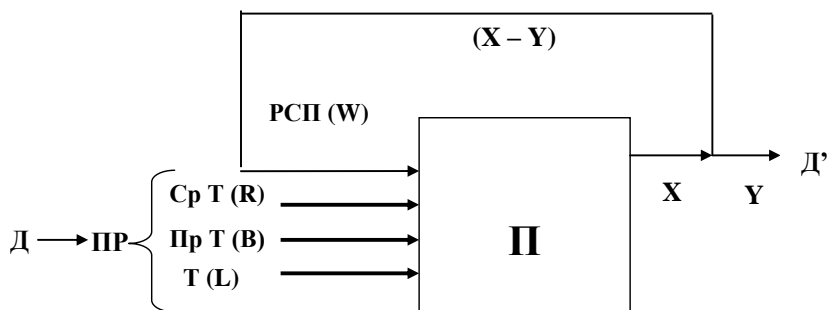 (X – Y)
РСП (W)
Ср Т (R)
Пр Т (B)
Т (L)
Д
ПР
П
X
Y
Д’